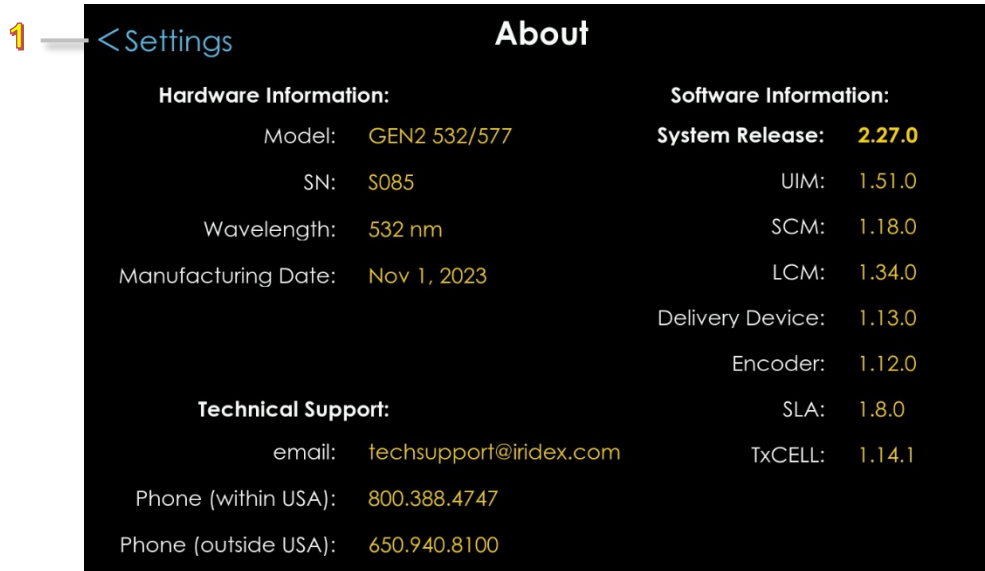 1
<Settings
About
Hardware Information:
Model: GEN2 532/577
SN: S085
Wavelength: 532 nm
Manufacturing Date: Nov 1, 2023
Technical Support:
email: techsupport@iridex.com
Phone (within USA): 800.388.4747
Phone (outside USA): 650.940.8100
Software Information:
System Release: 2.27.0
UIM: 1.51.0
SCM: 1.18.0
LCM: 1.34.0
Delivery Device: 1.13.0
Encoder: 1.12.0
SLA: 1.8.0
TxCELL: 1.14.1